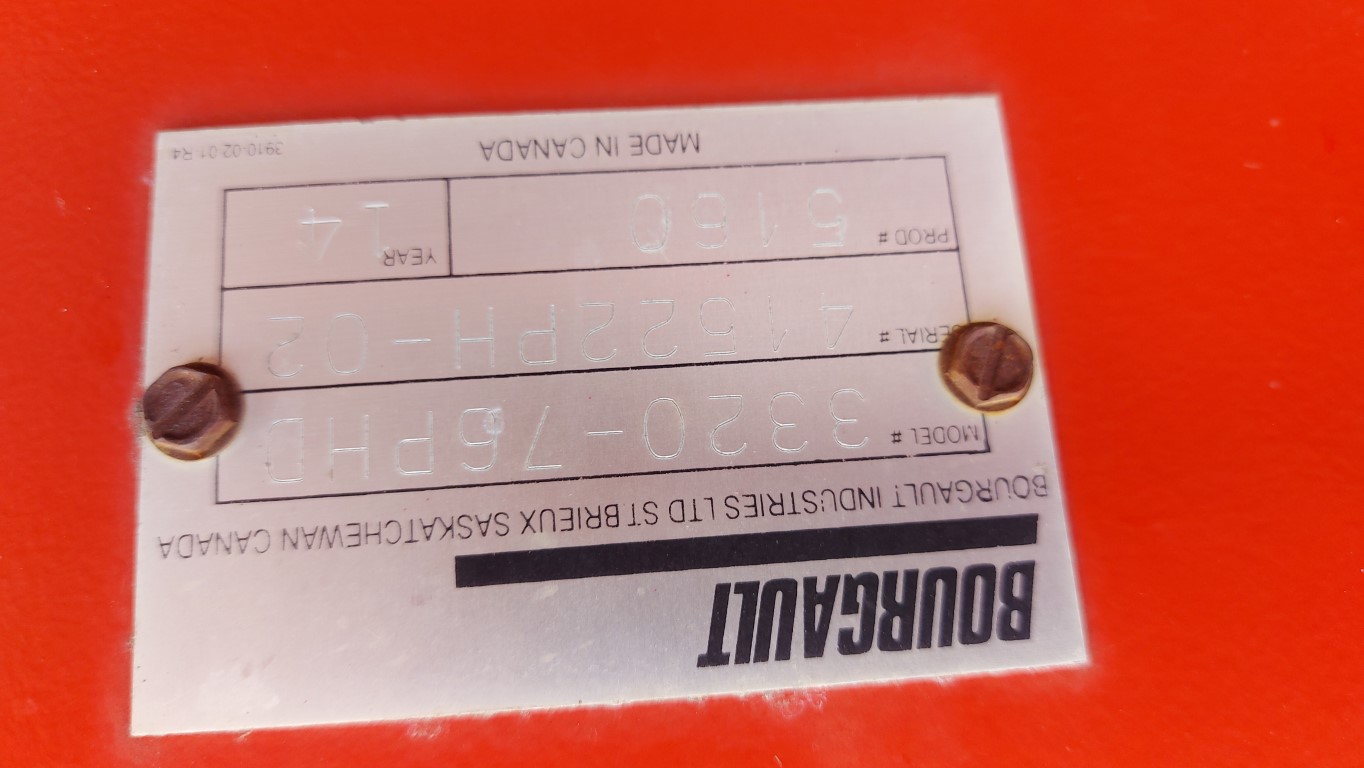 BOURGAULT
BOURGAULT INDUSTRIES LTD ST.BRIEUX SASKATCHEWAN CANADA
MODEL # 3320-76PHD
SERIAL # 41522PH-02
PROD # 5160 YEAR 14
MADE IN CANADA 3910-02-01 R4